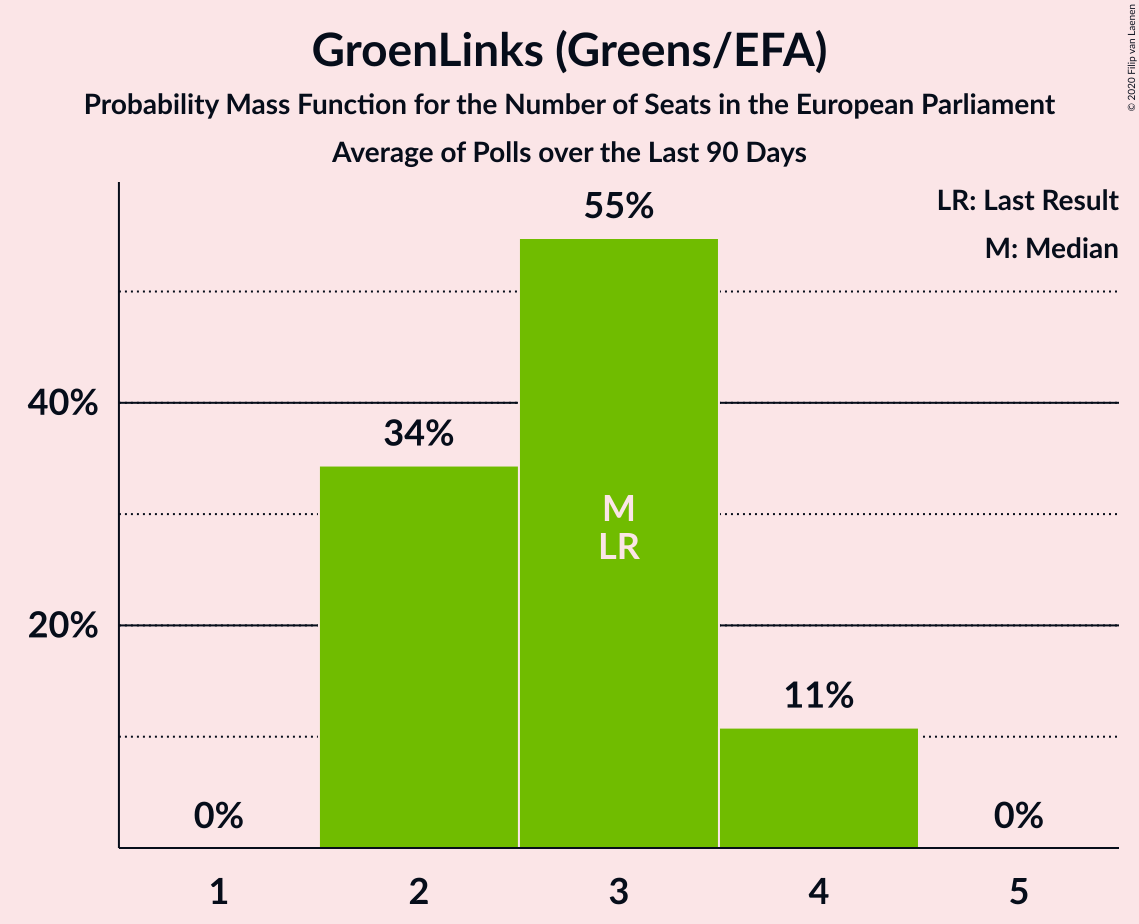 GroenLinks (Greens/EFA)
Probability Mass Function for the Number of Seats in the European Parliament
Average of Polls over the Last 90 Days
© 2020 Filip van Laenen
LR: Last Result
M: Median
55%
40%
34%
M
LR
20%
11%
0%
0%
1
2
3
4
5